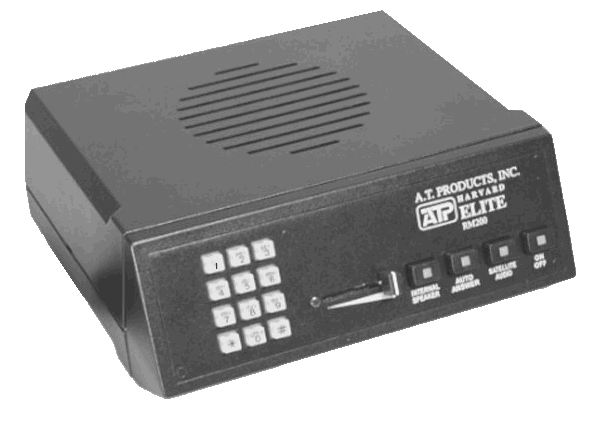 A.T. PRODUCTS, INC.
ATP
HARVARD
ELITE
RM200
INTERNAL
SPEAKER
AUTO
ANSWER
SATELLITE
AUDIO
ON
OFF
1 2 3
4 5 6
7 8 9
* 0 #